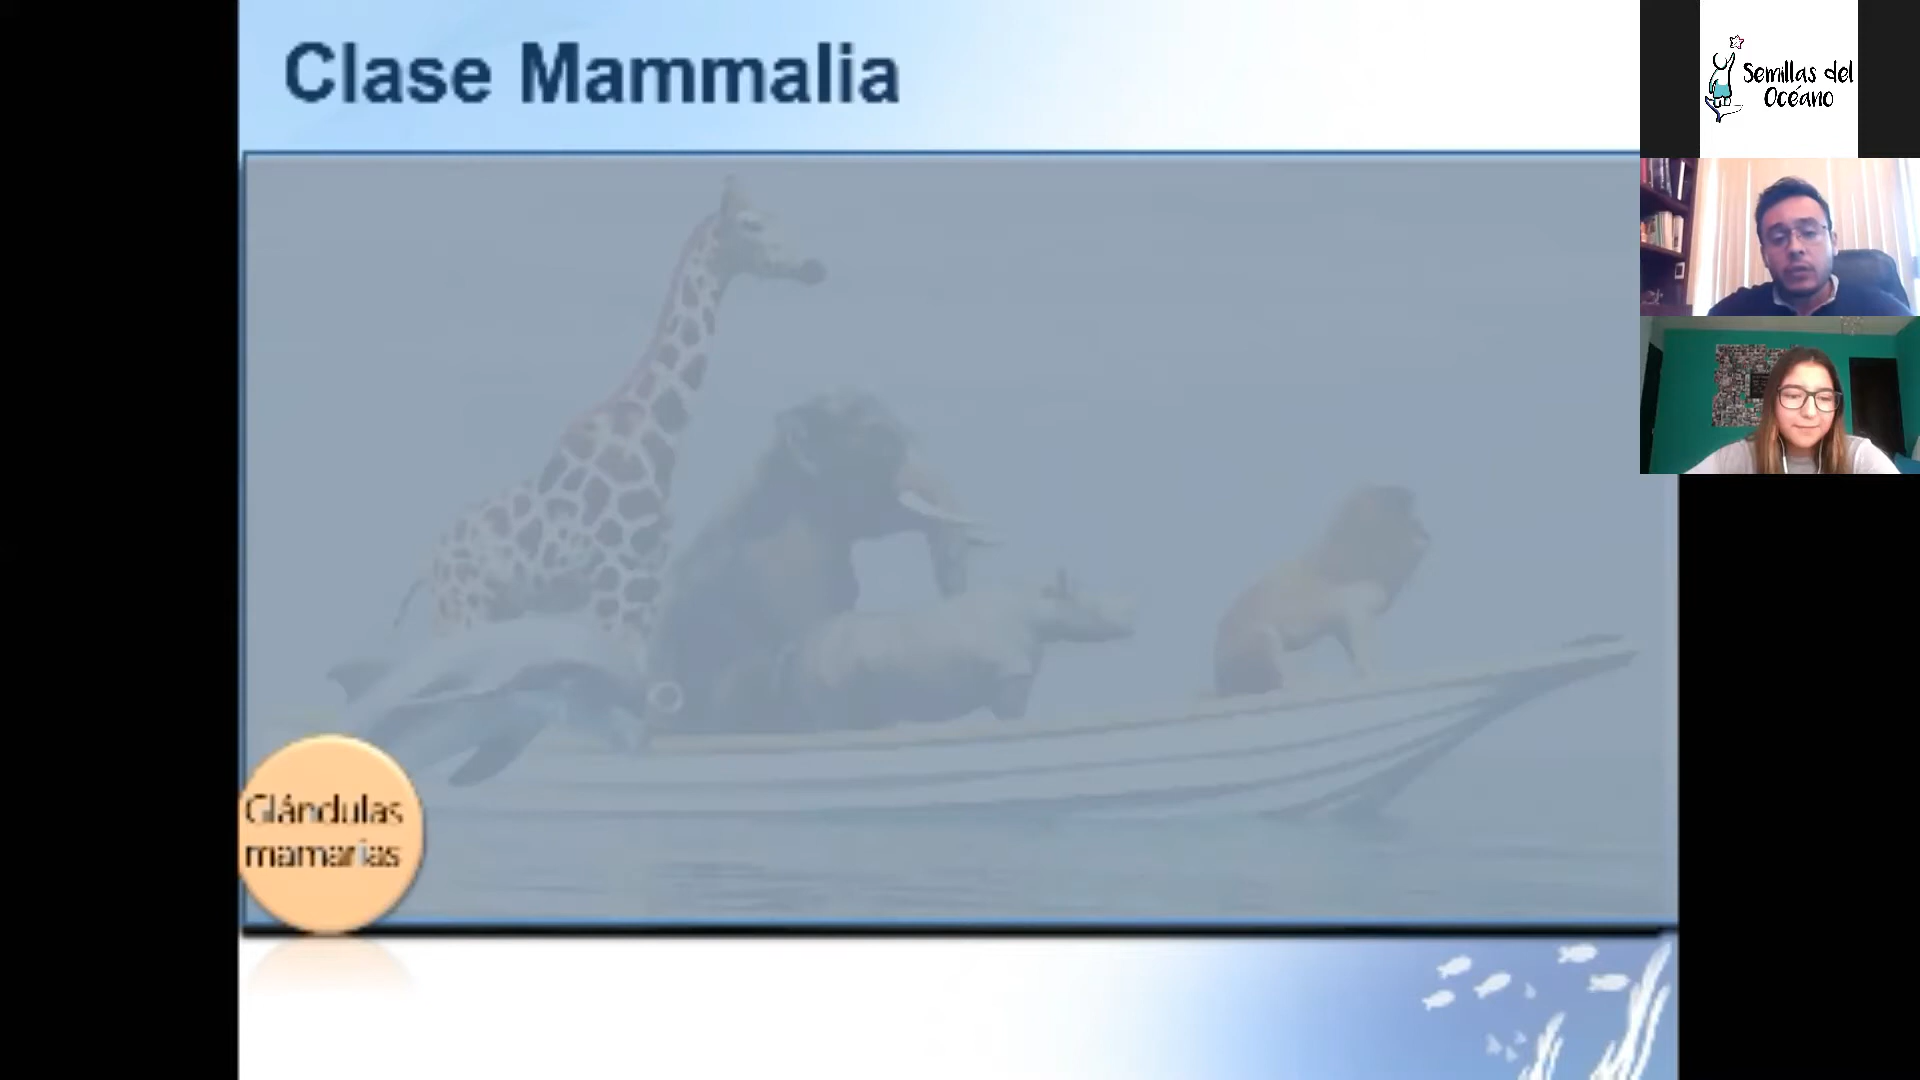 Clase Mammalia
Semillas del
Océano
Glándulas
mamarias